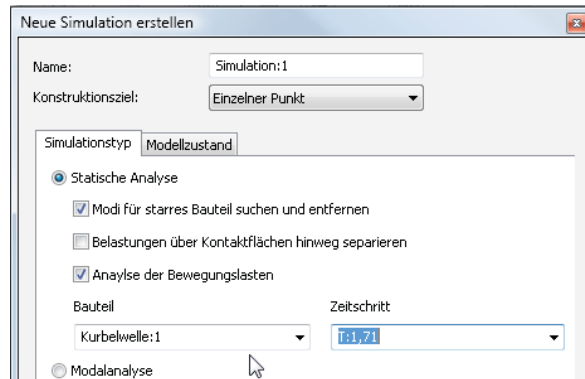 Neue Simulation erstellen
Name: Simulation:1
Konstruktionsziel: Einzelner Punkt
Simulationstyp Modellzustand
Statische Analyse
Modi für starres Bauteil suchen und entfernen
Belastungen über Kontaktflächen hinweg separieren
Anaylse der Bewegungslasten
Bauteil Zeitschritt
Kurbelwelle:1 T:1,71
Modalanalyse